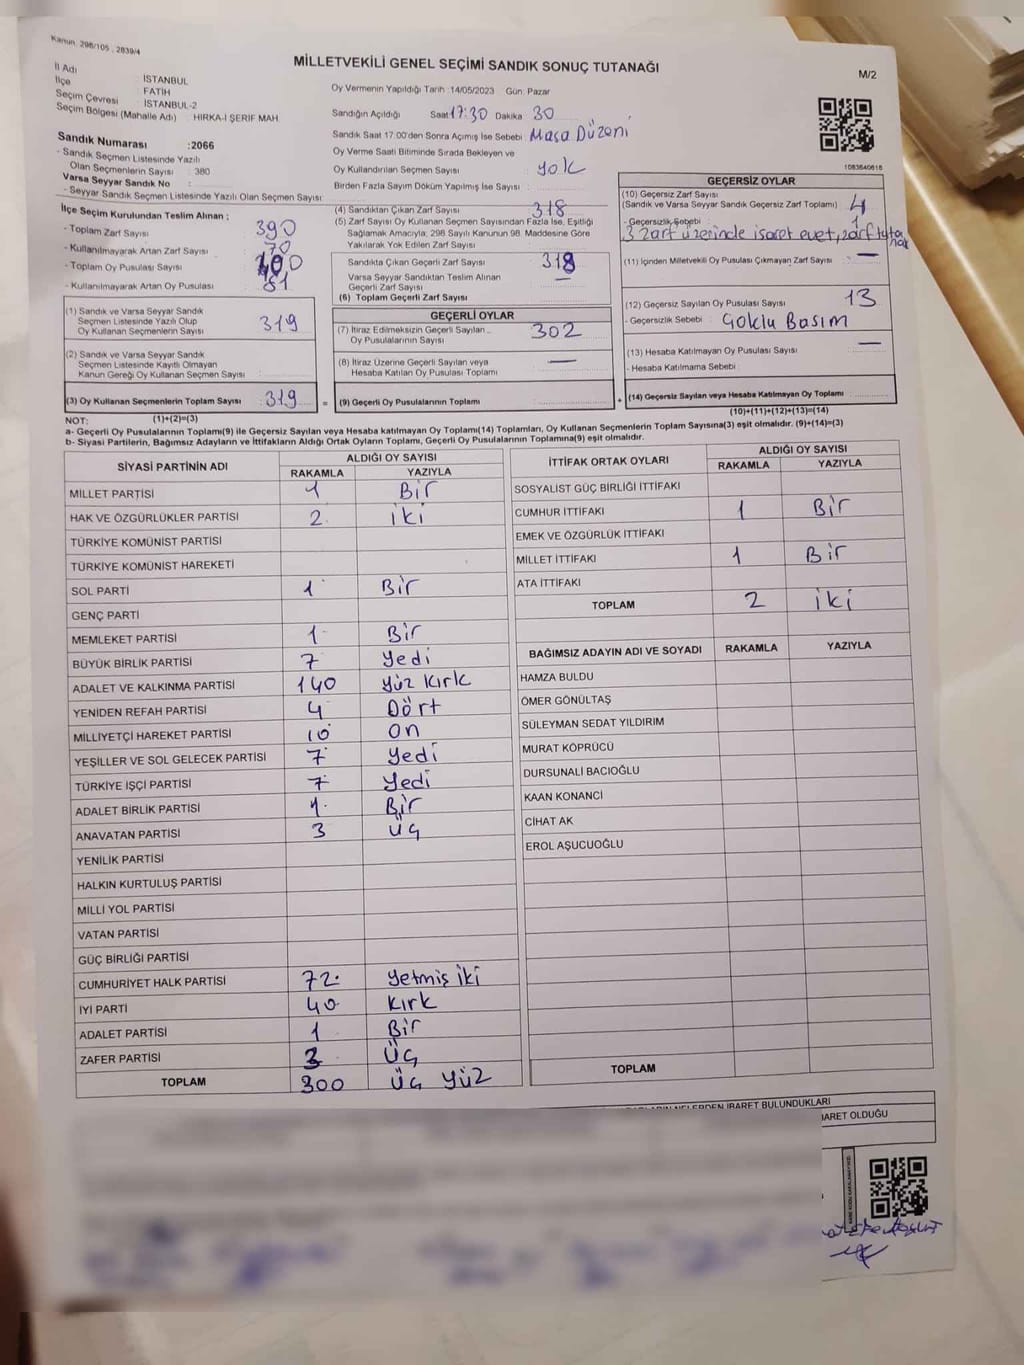 Kanun. 298/105 , 2839/4
MİLLETVEKİLİ GENEL SEÇİMİ SANDIK SONUÇ TUTANAĞI
M/2
İl Adı : İSTANBUL
İlçe : FATİH
Seçim Çevresi : İSTANBUL-2
Seçim Bölgesi (Mahalle Adı) : HIRKA-İ ŞERİF MAH.
Sandık Numarası :2066
- Sandık Seçmen Listesinde Yazılı
Olan Seçmenlerin Sayısı : 380
Varsa Seyyar Sandık No :
- Seyyar Sandık Seçmen Listesinde Yazılı Olan Seçmen Sayısı:
Oy Vermenin Yapıldığı Tarih :14/05/2023 Gün: Pazar
Sandığın Açıldığı Saat 17:30 Dakika 30
Sandık Saat 17:00'den Sonra Açımış İse Sebebi : Masa Düzeni
Oy Verme Saati Bitiminde Sırada Bekleyen ve
Oy Kullandırılan Seçmen Sayısı : yok
Birden Fazla Sayım Döküm Yapılmış İse Sayısı :
1083640616
İlçe Seçim Kurulundan Teslim Alınan ;
- Toplam Zarf Sayısı : 390
- Kullanılmayarak Artan Zarf Sayısı : 70
- Toplam Oy Pusulası Sayısı : 400
- Kullanılmayarak Artan Oy Pusulası : 81
(1) Sandık ve Varsa Seyyar Sandık
Seçmen Listesinde Yazılı Olup
Oy Kullanan Seçmenlerin Sayısı : 319
(2) Sandık ve Varsa Seyyar Sandık
Seçmen Listesinde Kayıtlı Olmayan
Kanun Gereği Oy Kullanan Seçmen Sayısı :
(3) Oy Kullanan Seçmenlerin Toplam Sayısı : 319 =
(4) Sandıktan Çıkan Zarf Sayısı : 318
(5) Zarf Sayısı Oy Kullanan Seçmen Sayısından Fazla İse, Eşitliği
Sağlamak Amacıyla, 298 Sayılı Kanunun 98. Maddesine Göre
Yakılarak Yok Edilen Zarf Sayısı :
Sandıkta Çıkan Geçerli Zarf Sayısı : 318
Varsa Seyyar Sandıktan Teslim Alınan
Geçerli Zarf Sayısı : —
(6) Toplam Geçerli Zarf Sayısı :
GEÇERLİ OYLAR
(7) İtiraz Edilmeksizin Geçerli Sayılan
Oy Pusulalarının Sayısı : 302
(8) İtiraz Üzerine Geçerli Sayılan veya
Hesaba Katılan Oy Pusulası Toplamı : —
(9) Geçerli Oy Pusulalarının Toplamı : +
GEÇERSİZ OYLAR
(10) Geçersiz Zarf Sayısı
(Sandık ve Varsa Seyyar Sandık Geçersiz Zarf Toplamı) : 4
- Geçersizlik Sebebi :
3 zarf üzerinde işaret evet,
(11) İçinden Milletvekili Oy Pusulası Çıkmayan Zarf Sayısı : —
(12) Geçersiz Sayılan Oy Pusulası Sayısı : 13
- Geçersizlik Sebebi : Çoklu Basım
(13) Hesaba Katılmayan Oy Pusulası Sayısı : —
- Hesaba Katılmama Sebebi :
(14) Geçersiz Sayılan veya Hesaba Katılmayan Oy Toplamı :
NOT: (1)+(2)=(3) (10)+(11)+(12)+(13)=(14)
a- Geçerli Oy Pusulalarının Toplamı(9) ile Geçersiz Sayılan veya Hesaba katılmayan Oy Toplamı(14) Toplamları, Oy Kullanan Seçmenlerin Toplam Sayısına(3) eşit olmalıdır. (9)+(14)=(3)
b- Siyasi Partilerin, Bağımsız Adayların ve İttifakların Aldığı Ortak Oyların Toplamı, Geçerli Oy Pusulalarının Toplamına(9) eşit olmalıdır.
SİYASİ PARTİNİN ADI ALDIĞI OY SAYISI
RAKAMLA YAZIYLA
MİLLET PARTİSİ 1 Bir
HAK VE ÖZGÜRLÜKLER PARTİSİ 2 iki
TÜRKİYE KOMÜNİST PARTİSİ
TÜRKİYE KOMÜNİST HAREKETİ
SOL PARTİ 1 Bir
GENÇ PARTİ
MEMLEKET PARTİSİ 1 Bir
BÜYÜK BİRLİK PARTİSİ 7 yedi
ADALET VE KALKINMA PARTİSİ 140 yüz kırk
YENİDEN REFAH PARTİSİ 4 Dört
MİLLİYETÇİ HAREKET PARTİSİ 10 on
YEŞİLLER VE SOL GELECEK PARTİSİ 7 yedi
TÜRKİYE İŞÇİ PARTİSİ 7 yedi
ADALET BİRLİK PARTİSİ 1 Bir
ANAVATAN PARTİSİ 3 üç
YENİLİK PARTİSİ
HALKIN KURTULUŞ PARTİSİ
MİLLİ YOL PARTİSİ
VATAN PARTİSİ
GÜÇ BİRLİĞİ PARTİSİ
CUMHURİYET HALK PARTİSİ 72 yetmiş iki
İYİ PARTİ 40 kırk
ADALET PARTİSİ 1 Bir
ZAFER PARTİSİ 3 üç
TOPLAM 300 üç yüz
İTTİFAK ORTAK OYLARI ALDIĞI OY SAYISI
RAKAMLA YAZIYLA
SOSYALİST GÜÇ BİRLİĞİ İTTİFAKI
CUMHUR İTTİFAKI 1 Bir
EMEK VE ÖZGÜRLÜK İTTİFAKI
MİLLET İTTİFAKI 1 Bir
ATA İTTİFAKI
TOPLAM 2 iki
BAĞIMSIZ ADAYIN ADI VE SOYADI RAKAMLA YAZIYLA
HAMZA BULDU
ÖMER GÖNÜLTAŞ
SÜLEYMAN SEDAT YILDIRIM
MURAT KÖPRÜCÜ
DURSUNALİ BACIOĞLU
KAAN KONANCİ
CİHAT AK
EROL AŞUCUOĞLU
TOPLAM
NELERDEN İBARET BULUNDUKLARI
İBARET OLDUĞU